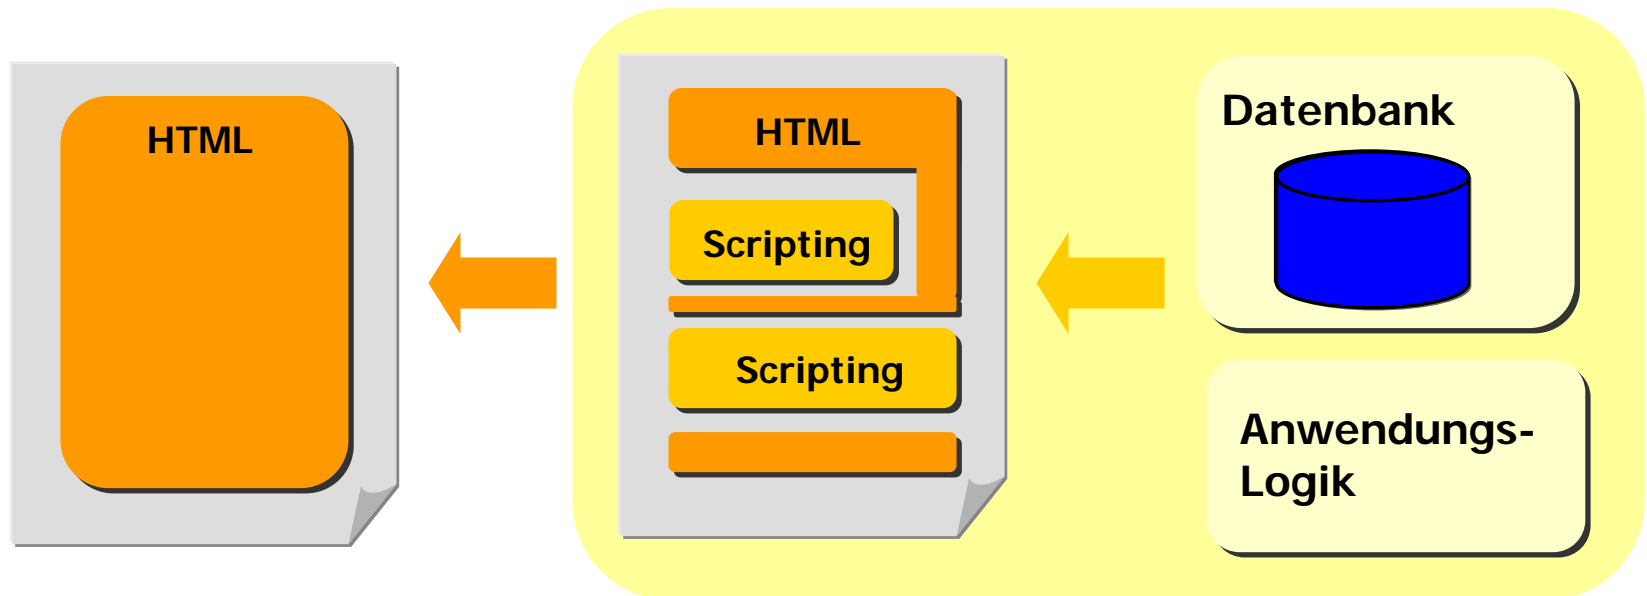 HTML
HTML
Scripting
Scripting
Datenbank
Anwendungs-
Logik